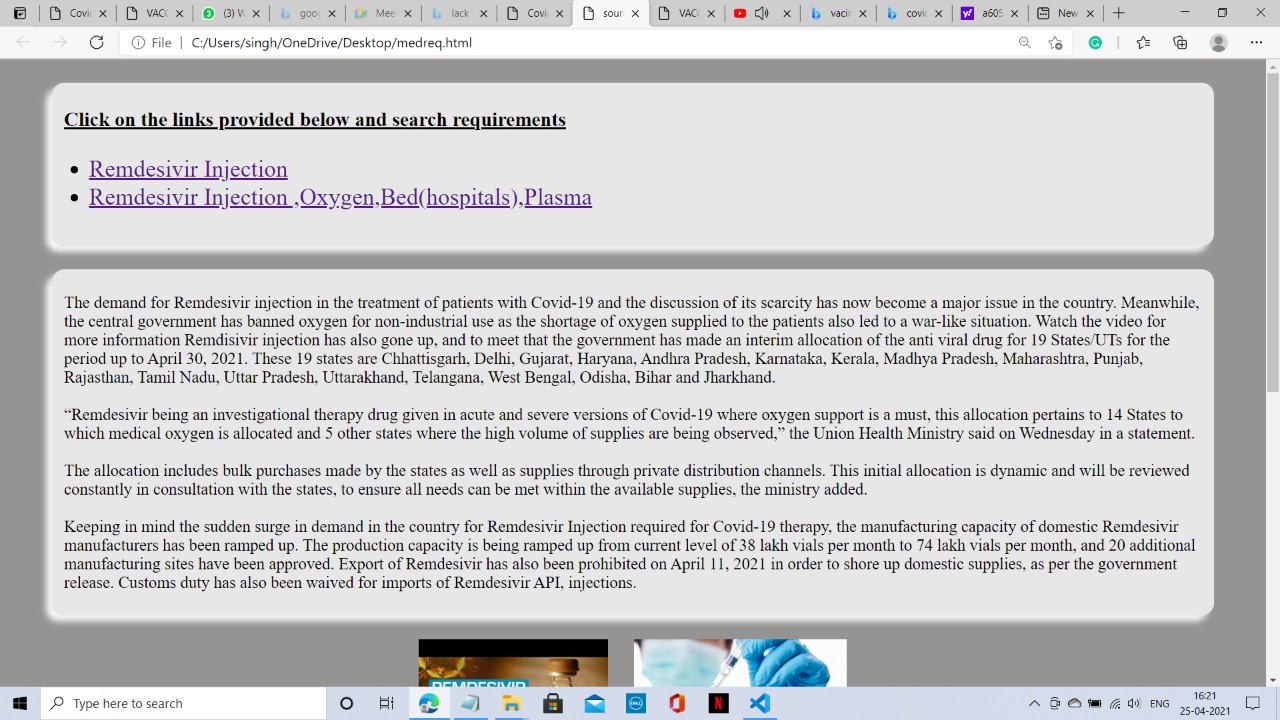 Covi
VACC
(3) W
goog
Mee
lack
Covi
sour
VACC
vacir
covic
a605
New
File
C:/Users/singh/OneDrive/Desktop/medreq.html
Click on the links provided below and search requirements
Remdesivir Injection
Remdesivir Injection ,Oxygen,Bed(hospitals),Plasma
The demand for Remdesivir injection in the treatment of patients with Covid-19 and the discussion of its scarcity has now become a major issue in the country. Meanwhile,
the central government has banned oxygen for non-industrial use as the shortage of oxygen supplied to the patients also led to a war-like situation. Watch the video for
more information Remdisivir injection has also gone up, and to meet that the government has made an interim allocation of the anti viral drug for 19 States/UTs for the
period up to April 30, 2021. These 19 states are Chhattisgarh, Delhi, Gujarat, Haryana, Andhra Pradesh, Karnataka, Kerala, Madhya Pradesh, Maharashtra, Punjab,
Rajasthan, Tamil Nadu, Uttar Pradesh, Uttarakhand, Telangana, West Bengal, Odisha, Bihar and Jharkhand.
“Remdesivir being an investigational therapy drug given in acute and severe versions of Covid-19 where oxygen support is a must, this allocation pertains to 14 States to
which medical oxygen is allocated and 5 other states where the high volume of supplies are being observed,” the Union Health Ministry said on Wednesday in a statement.
The allocation includes bulk purchases made by the states as well as supplies through private distribution channels. This initial allocation is dynamic and will be reviewed
constantly in consultation with the states, to ensure all needs can be met within the available supplies, the ministry added.
Keeping in mind the sudden surge in demand in the country for Remdesivir Injection required for Covid-19 therapy, the manufacturing capacity of domestic Remdesivir
manufacturers has been ramped up. The production capacity is being ramped up from current level of 38 lakh vials per month to 74 lakh vials per month, and 20 additional
manufacturing sites have been approved. Export of Remdesivir has also been prohibited on April 11, 2021 in order to shore up domestic supplies, as per the government
release. Customs duty has also been waived for imports of Remdesivir API, injections.
REMDESIVIR
Type here to search
ENG
16:21
25-04-2021